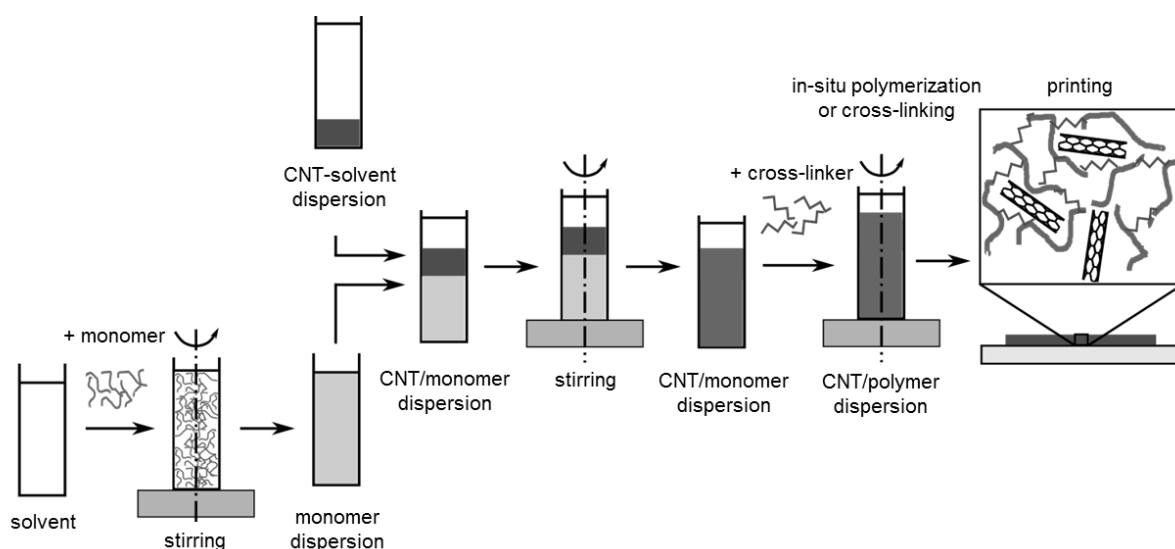 solvent
+ monomer
stirring
monomer
dispersion
CNT-solvent
dispersion
CNT/monomer
dispersion
stirring
CNT/monomer
dispersion
+ cross-linker
in-situ polymerization
or cross-linking
CNT/polymer
dispersion
printing